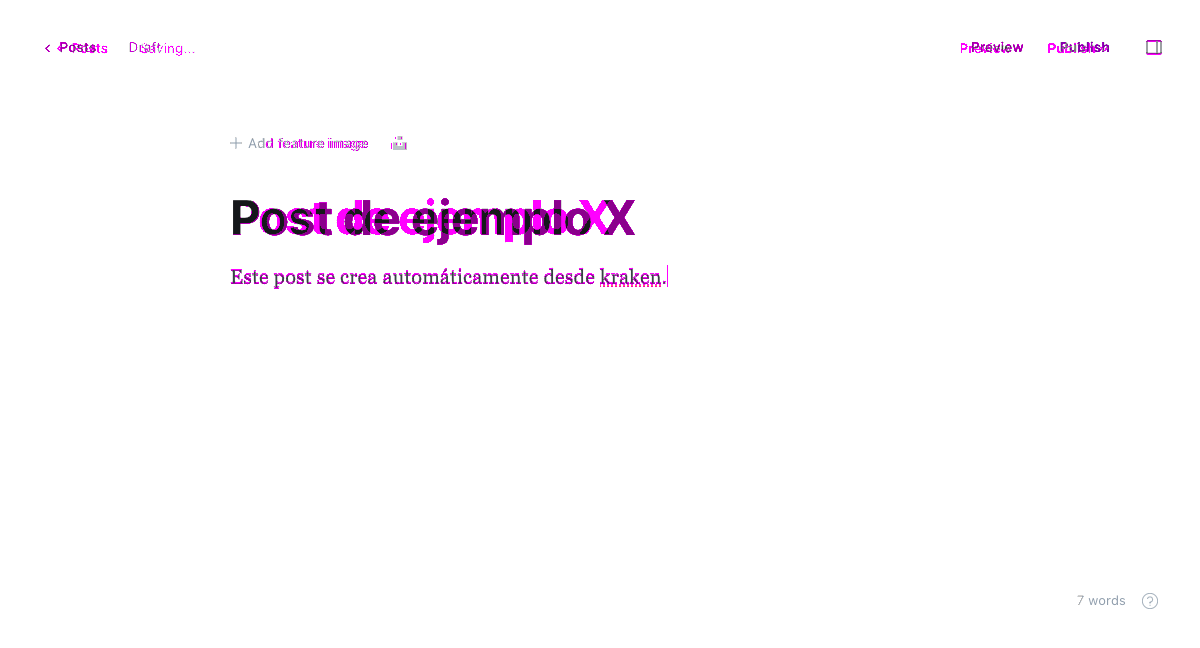 Posts Draft Saving... Preview Publish
+ Add feature image
Post de ejemplo X
Este post se crea automáticamente desde kraken.
7 words ?